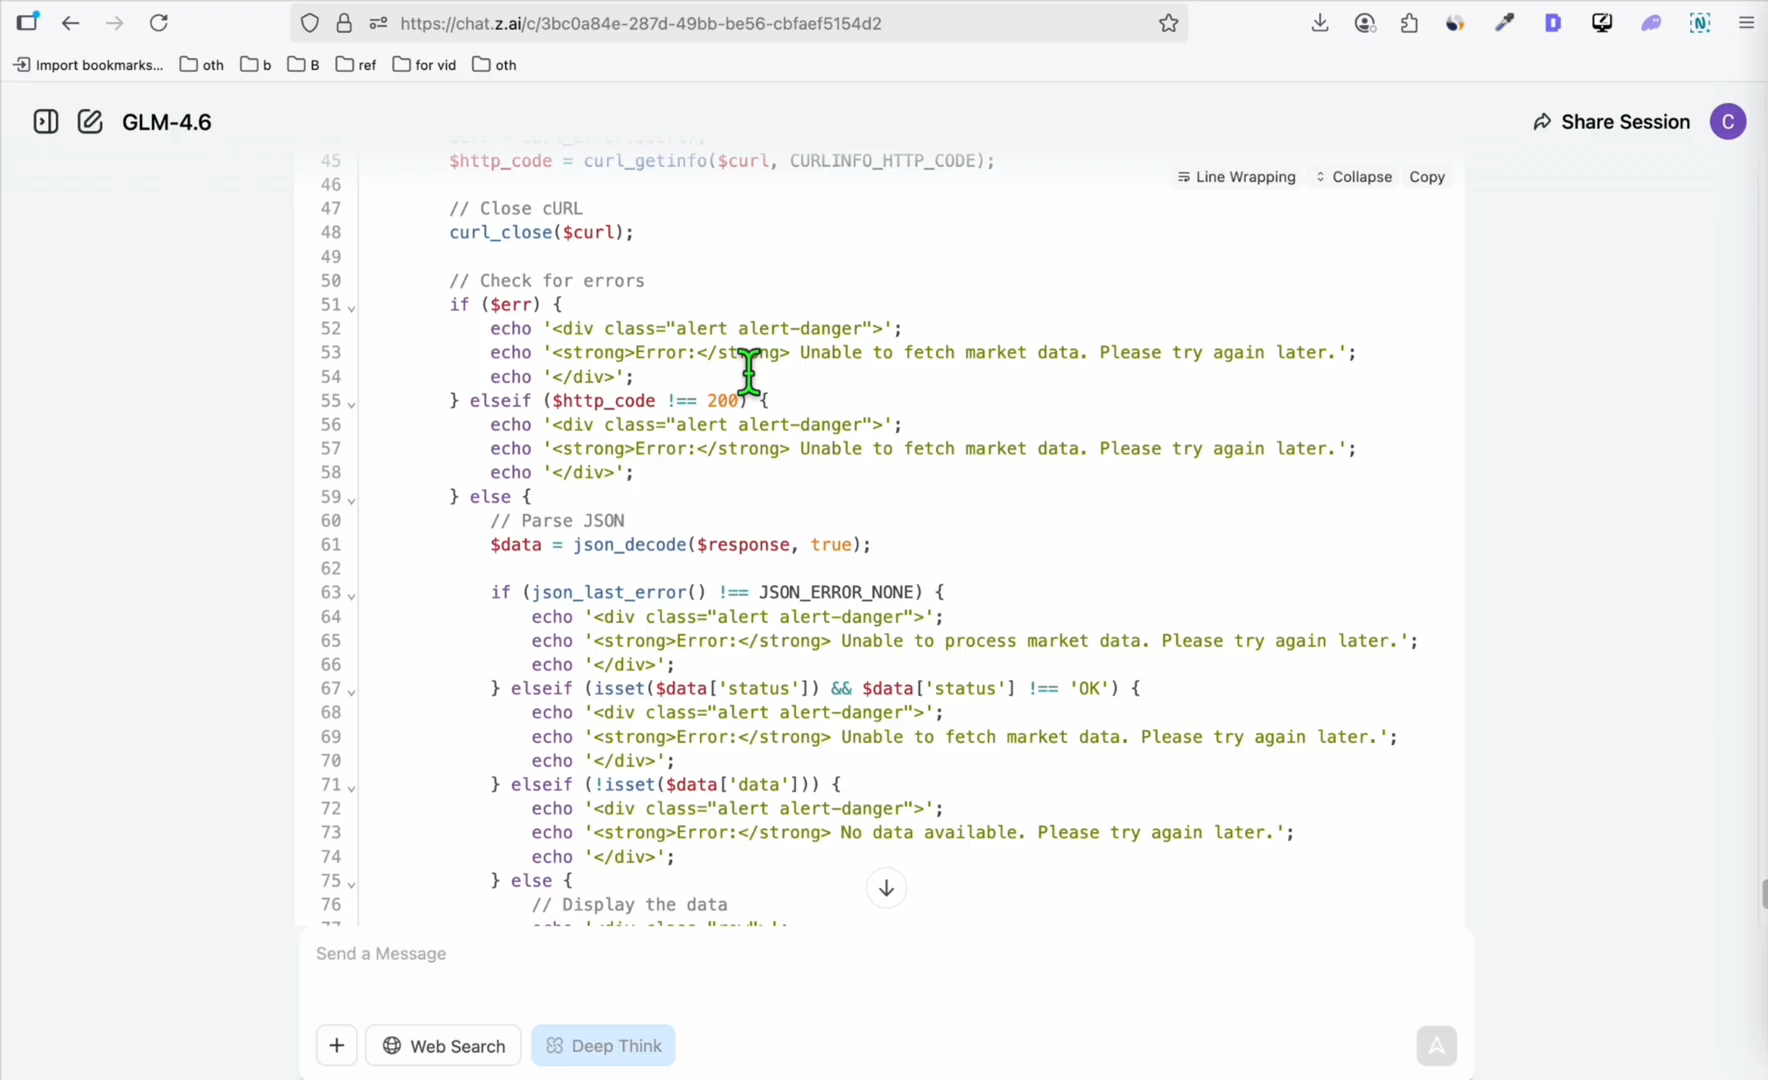 https://chat.z.ai/c/3bc0a84e-287d-49bb-be56-cbfaef5154d2
Import bookmarks... oth b B ref for vid oth
GLM-4.6
Share Session C
Line Wrapping Collapse Copy
45 $http_code = curl_getinfo($curl, CURLINFO_HTTP_CODE);
46
47 // Close cURL
48 curl_close($curl);
49
50 // Check for errors
51 if ($err) {
52 echo '<div class="alert alert-danger">';
53 echo '<strong>Error:</strong> Unable to fetch market data. Please try again later.';
54 echo '</div>';
55 } elseif ($http_code !== 200) {
56 echo '<div class="alert alert-danger">';
57 echo '<strong>Error:</strong> Unable to fetch market data. Please try again later.';
58 echo '</div>';
59 } else {
60 // Parse JSON
61 $data = json_decode($response, true);
62
63 if (json_last_error() !== JSON_ERROR_NONE) {
64 echo '<div class="alert alert-danger">';
65 echo '<strong>Error:</strong> Unable to process market data. Please try again later.';
66 echo '</div>';
67 } elseif (isset($data['status']) && $data['status'] !== 'OK') {
68 echo '<div class="alert alert-danger">';
69 echo '<strong>Error:</strong> Unable to fetch market data. Please try again later.';
70 echo '</div>';
71 } elseif (!isset($data['data'])) {
72 echo '<div class="alert alert-danger">';
73 echo '<strong>Error:</strong> No data available. Please try again later.';
74 echo '</div>';
75 } else {
76 // Display the data
Send a Message
Web Search Deep Think